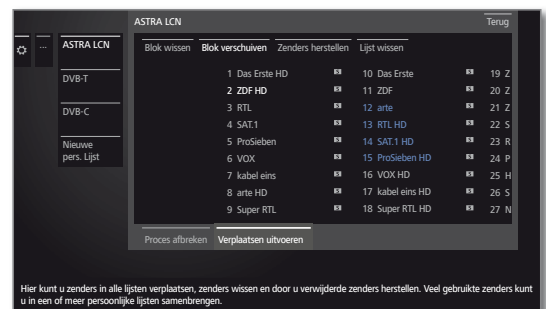 ASTRA LCN
Terug
...
ASTRA LCN
DVB-T
DVB-C
Nieuwe
pers. Lijst
Blok wissen
Blok verschuiven
Zenders herstellen
Lijst wissen
1 Das Erste HD
2 ZDF HD
3 RTL
4 SAT.1
5 ProSieben
6 VOX
7 kabel eins
8 arte HD
9 Super RTL
10 Das Erste
11 ZDF
12 arte
13 RTL HD
14 SAT.1 HD
15 ProSieben HD
16 VOX HD
17 kabel eins HD
18 Super RTL HD
19 Z
20 Z
21 Z
22 S
23 R
24 P
25 H
26 S
27 N
Proces afbreken
Verplaatsen uitvoeren
Hier kunt u zenders in alle lijsten verplaatsen, zenders wissen en door u verwijderde zenders herstellen. Veel gebruikte zenders kunt
u in een of meer persoonlijke lijsten samenbrengen.